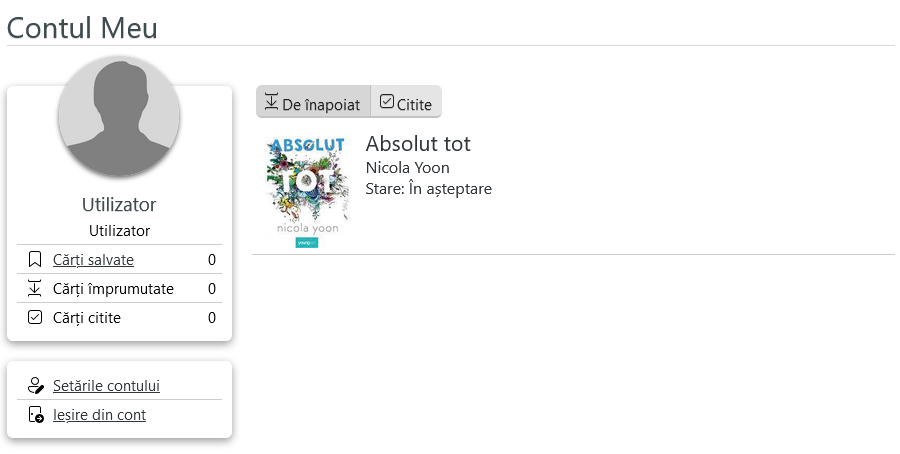 Contul Meu
Utilizator
Utilizator
Cărți salvate 0
Cărți împrumutate 0
Cărți citite 0
Setările contului
Ieșire din cont
De înapoiat Citite
ABSOLUT
TOT
nicola yoon
Absolut tot
Nicola Yoon
Stare: În așteptare